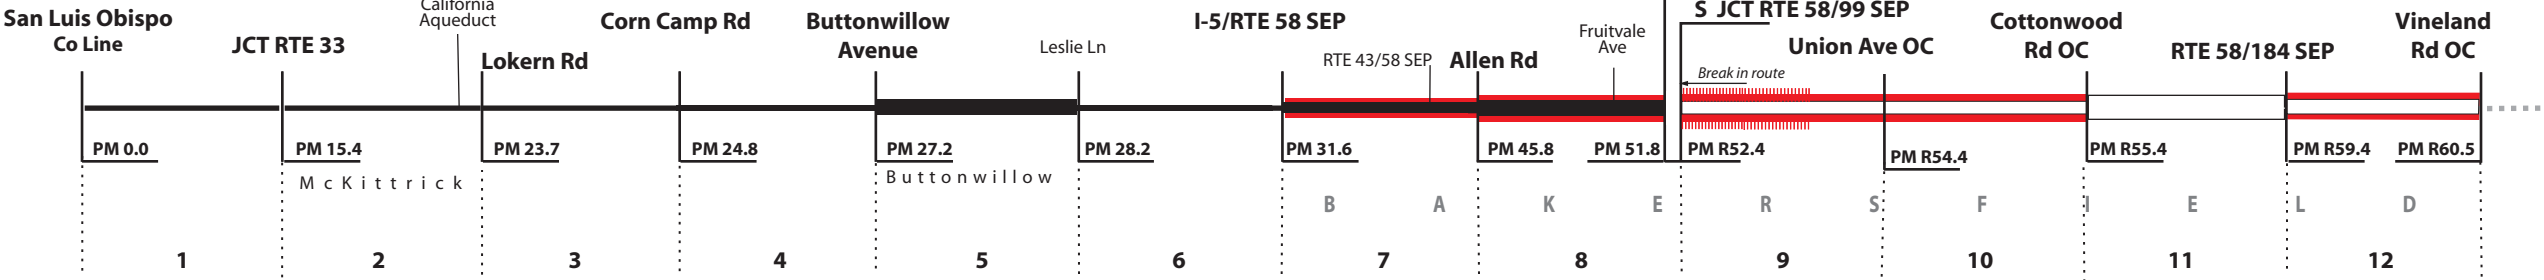 San Luis Obispo
Co Line
JCT RTE 33
California
Aqueduct
Lokern Rd
Corn Camp Rd
Buttonwillow
Avenue
Leslie Ln
I-5/RTE 58 SEP
RTE 43/58 SEP
Allen Rd
Fruitvale
Ave
S JCT RTE 58/99 SEP
Break in route
Union Ave OC
Cottonwood
Rd OC
RTE 58/184 SEP
Vineland
Rd OC
PM 0.0
PM 15.4
PM 23.7
PM 24.8
PM 27.2
PM 28.2
PM 31.6
PM 45.8
PM 51.8
PM R52.4
PM R54.4
PM R55.4
PM R59.4
PM R60.5
McKittrick
Buttonwillow
BAKERSFIELD
1 2 3 4 5 6 7 8 9 10 11 12